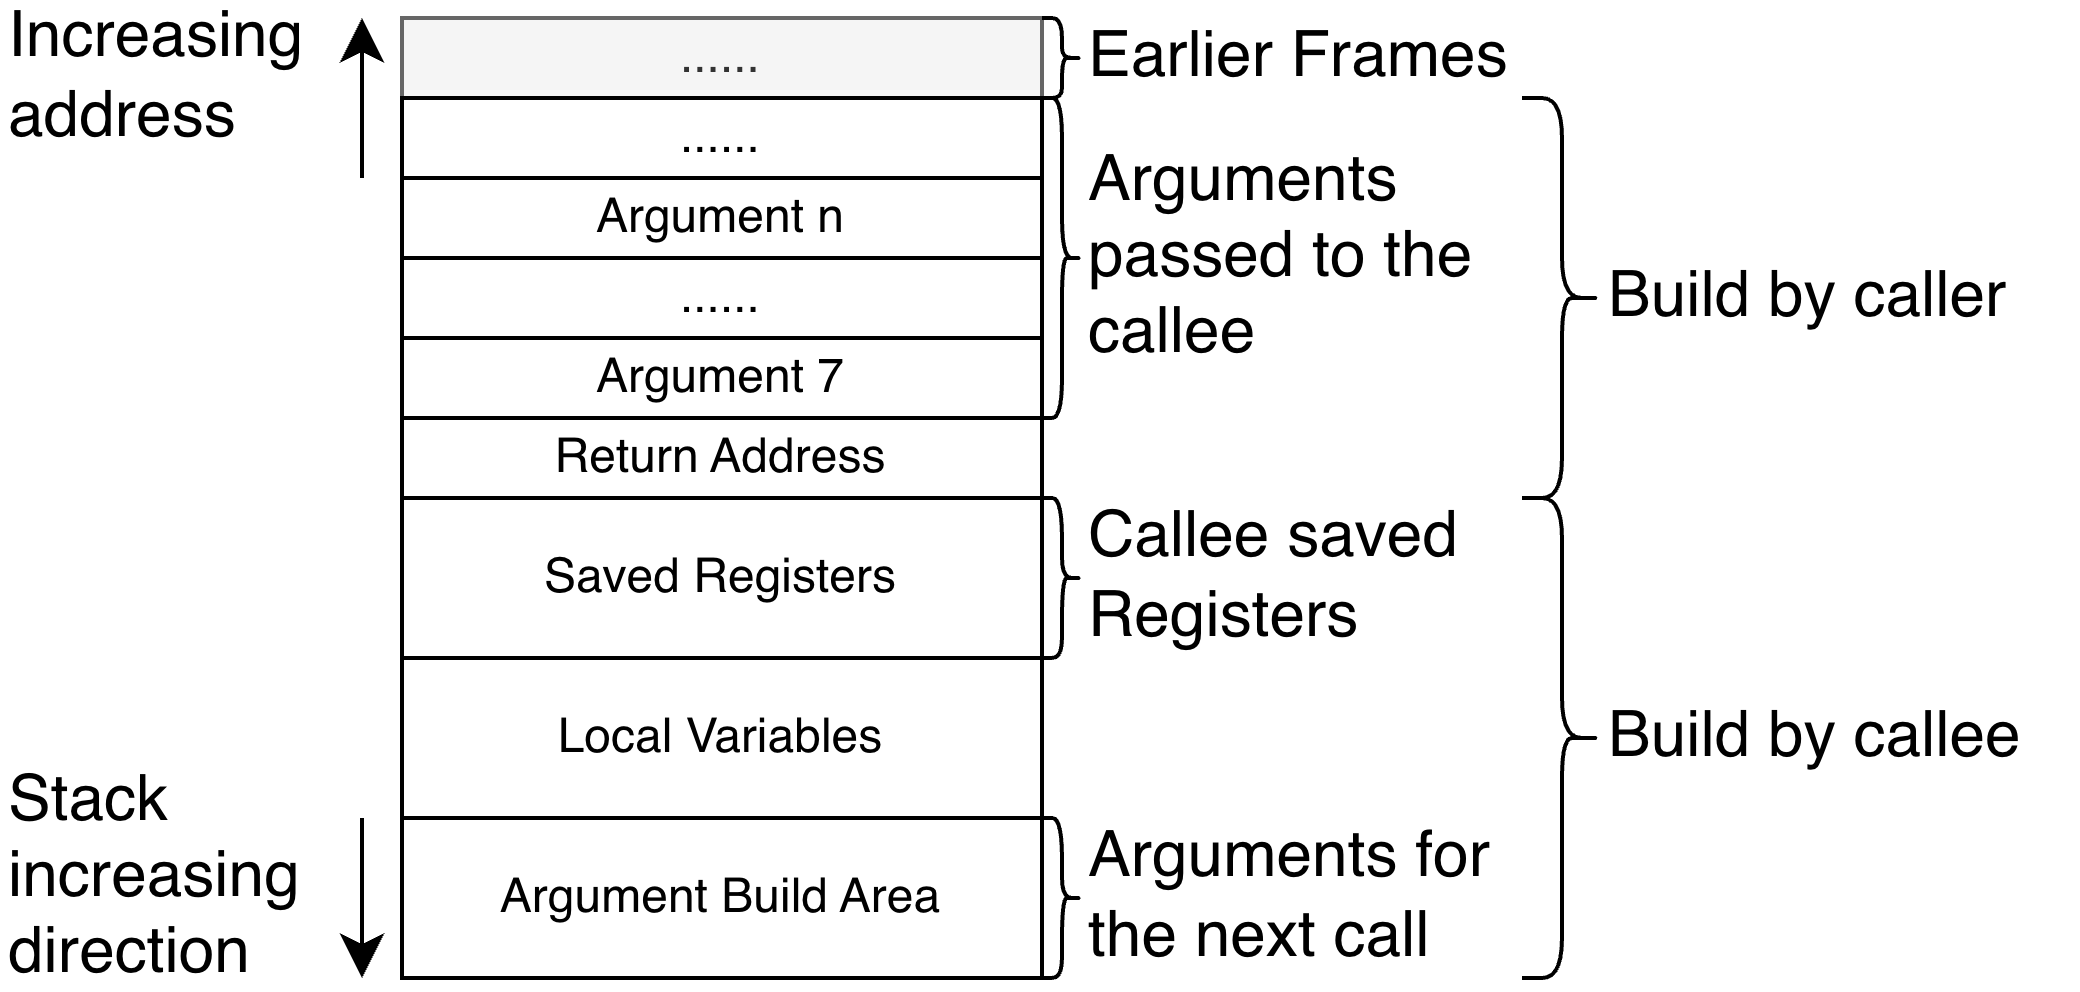 Increasing
address
......
Earlier Frames
......
Argument n
......
Argument 7
Arguments
passed to the
callee
Return Address
Build by caller
Saved Registers
Callee saved
Registers
Local Variables
Build by callee
Stack
increasing
direction
Argument Build Area
Arguments for
the next call